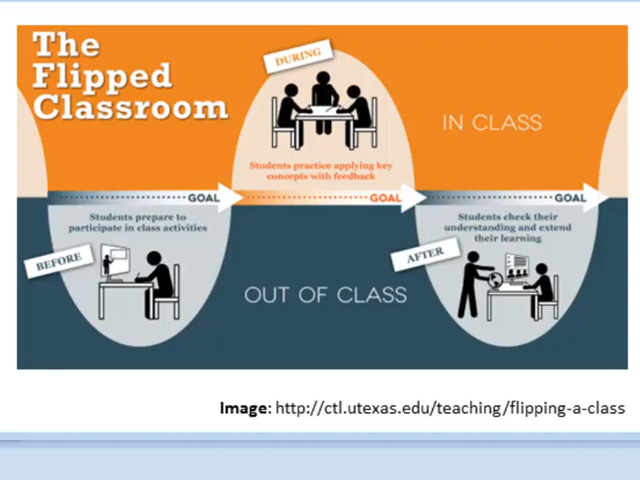 The
Flipped
Classroom
DURING
IN CLASS
Students practice applying key
concepts with feedback
GOAL
GOAL
GOAL
Students prepare to
participate in class activities
BEFORE
Students check their
understanding and extend
their learning
AFTER
OUT OF CLASS
Image: http://ctl.utexas.edu/teaching/flipping-a-class